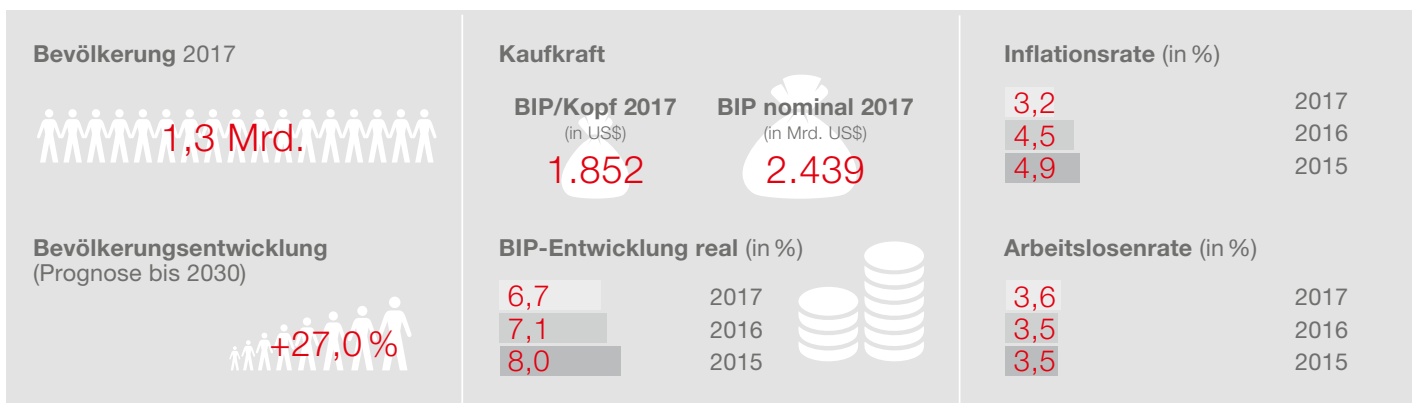 Bevölkerung 2017
1,3 Mrd.
Bevölkerungsentwicklung
(Prognose bis 2030)
+27,0 %
Kaufkraft
BIP/Kopf 2017
(in US$)
1.852
BIP nominal 2017
(in Mrd. US$)
2.439
BIP-Entwicklung real (in %)
6,7 2017
7,1 2016
8,0 2015
Inflationsrate (in %)
3,2 2017
4,5 2016
4,9 2015
Arbeitslosenrate (in %)
3,6 2017
3,5 2016
3,5 2015